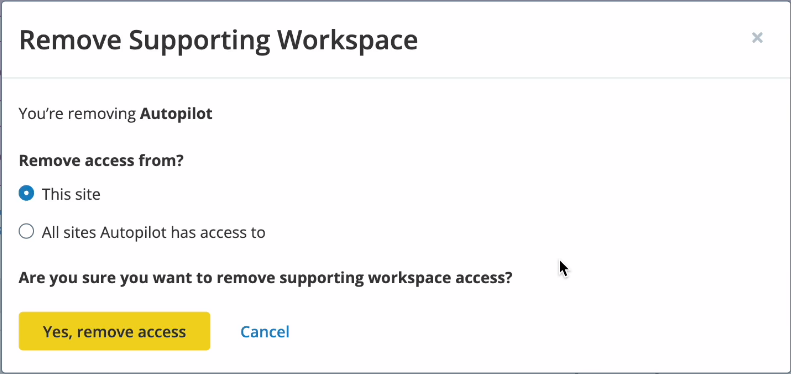 Remove Supporting Workspace
×
You’re removing Autopilot
Remove access from?
This site
All sites Autopilot has access to
Are you sure you want to remove supporting workspace access?
Yes, remove access
Cancel